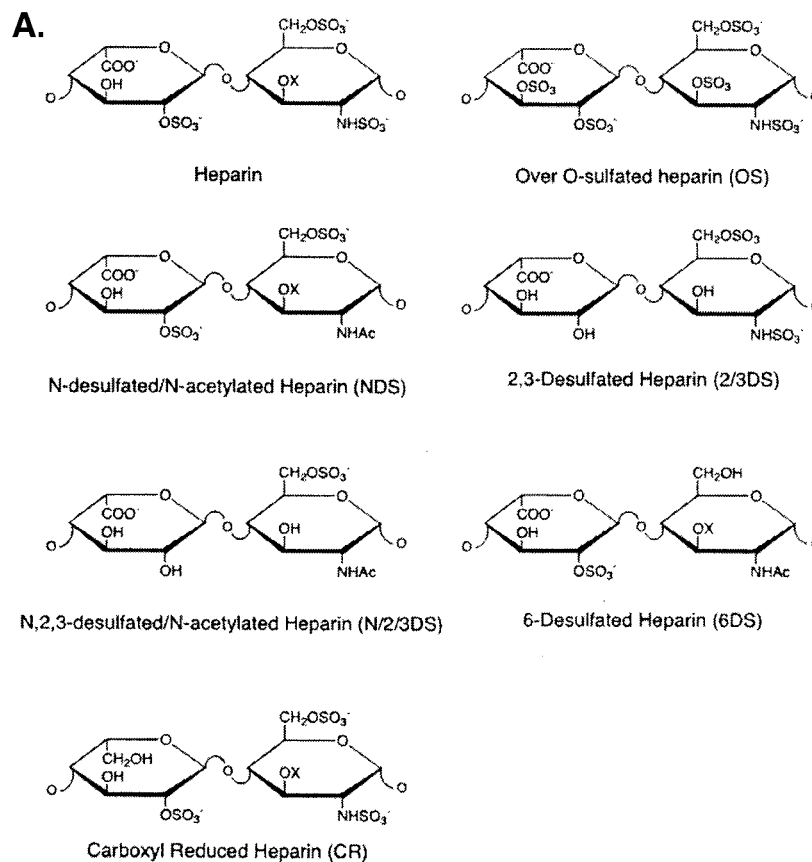 A.
CH₂OSO₃⁻
O O
COO⁻
OH OX
O O O
OSO₃⁻ NHSO₃⁻
Heparin
CH₂OSO₃⁻
O O
COO⁻
OSO₃⁻ OSO₃⁻
O O O
OSO₃⁻ NHSO₃⁻
Over O-sulfated heparin (OS)
CH₂OSO₃⁻
O O
COO⁻
OH OX
O O O
OSO₃⁻ NHAc
N-desulfated/N-acetylated Heparin (NDS)
CH₂OSO₃⁻
O O
COO⁻
OH OH
O O O
OH NHSO₃⁻
2,3-Desulfated Heparin (2/3DS)
CH₂OSO₃⁻
O O
COO⁻
OH OH
O O O
OH NHAc
N,2,3-desulfated/N-acetylated Heparin (N/2/3DS)
CH₂OH
O O
COO⁻
OH OX
O O O
OSO₃⁻ NHAc
6-Desulfated Heparin (6DS)
CH₂OSO₃⁻
O O
CH₂OH
OH OX
O O O
OSO₃⁻ NHSO₃⁻
Carboxyl Reduced Heparin (CR)